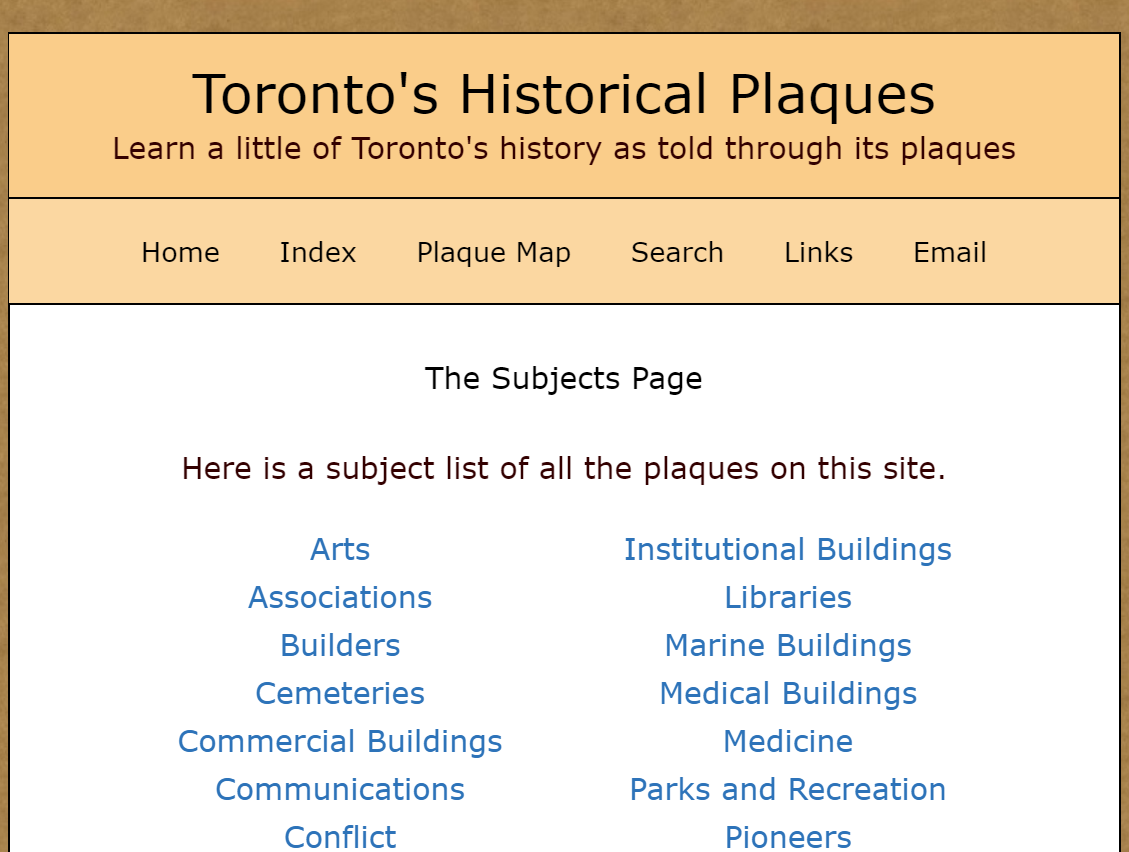 Toronto's Historical Plaques
Learn a little of Toronto's history as told through its plaques
Home Index Plaque Map Search Links Email
The Subjects Page
Here is a subject list of all the plaques on this site.
Arts
Associations
Builders
Cemeteries
Commercial Buildings
Communications
Conflict
Institutional Buildings
Libraries
Marine Buildings
Medical Buildings
Medicine
Parks and Recreation
Pioneers